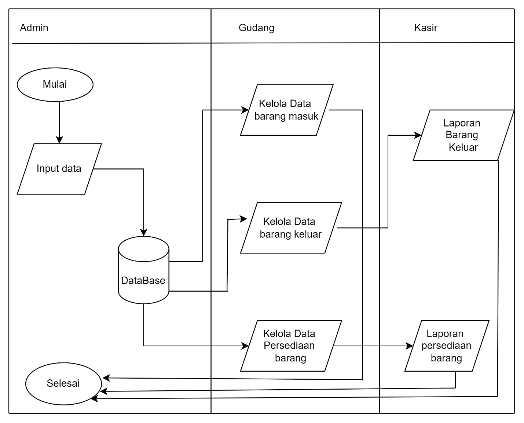 Admin
Gudang
Kasir
Mulai
Kelola Data
barang masuk
Laporan
Barang
Keluar
Input data
Kelola Data
barang keluar
DataBase
Kelola Data
Persediaan
barang
Laporan
persediaan
barang
Selesai